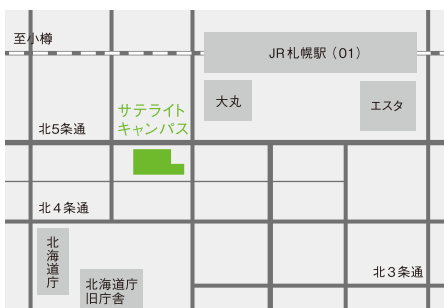 至小樽
JR札幌駅（01）
大丸
エスタ
サテライト
キャンパス
北5条通
北4条通
北海道庁
北海道庁
旧庁舎
北3条通